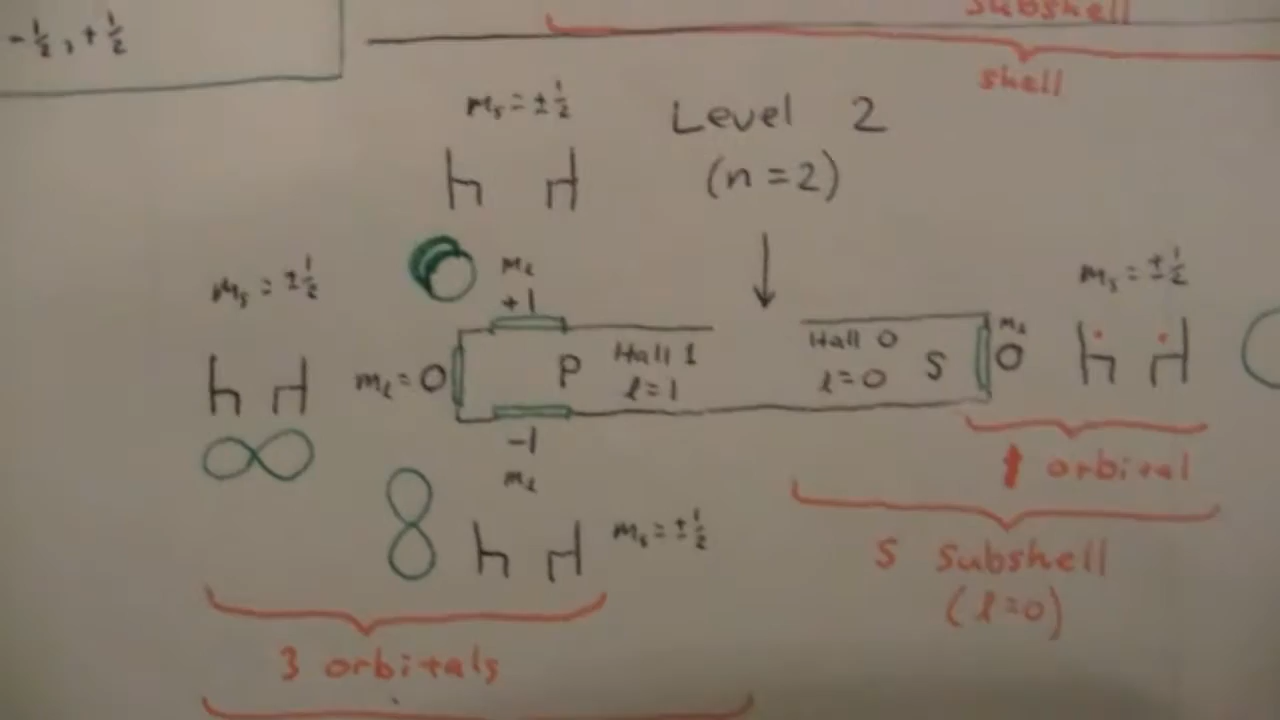 subshell
-½, +½
shell
ms = ±½
Level 2
(n = 2)
mℓ
+1
ms = ±½
ms = ±½
mℓ = 0
P
Hall 1
ℓ = 1
Hall 0
ℓ = 0
S
mℓ
0
-1
mℓ
1 orbital
ms = ±½
S Subshell
(ℓ = 0)
3 orbitals